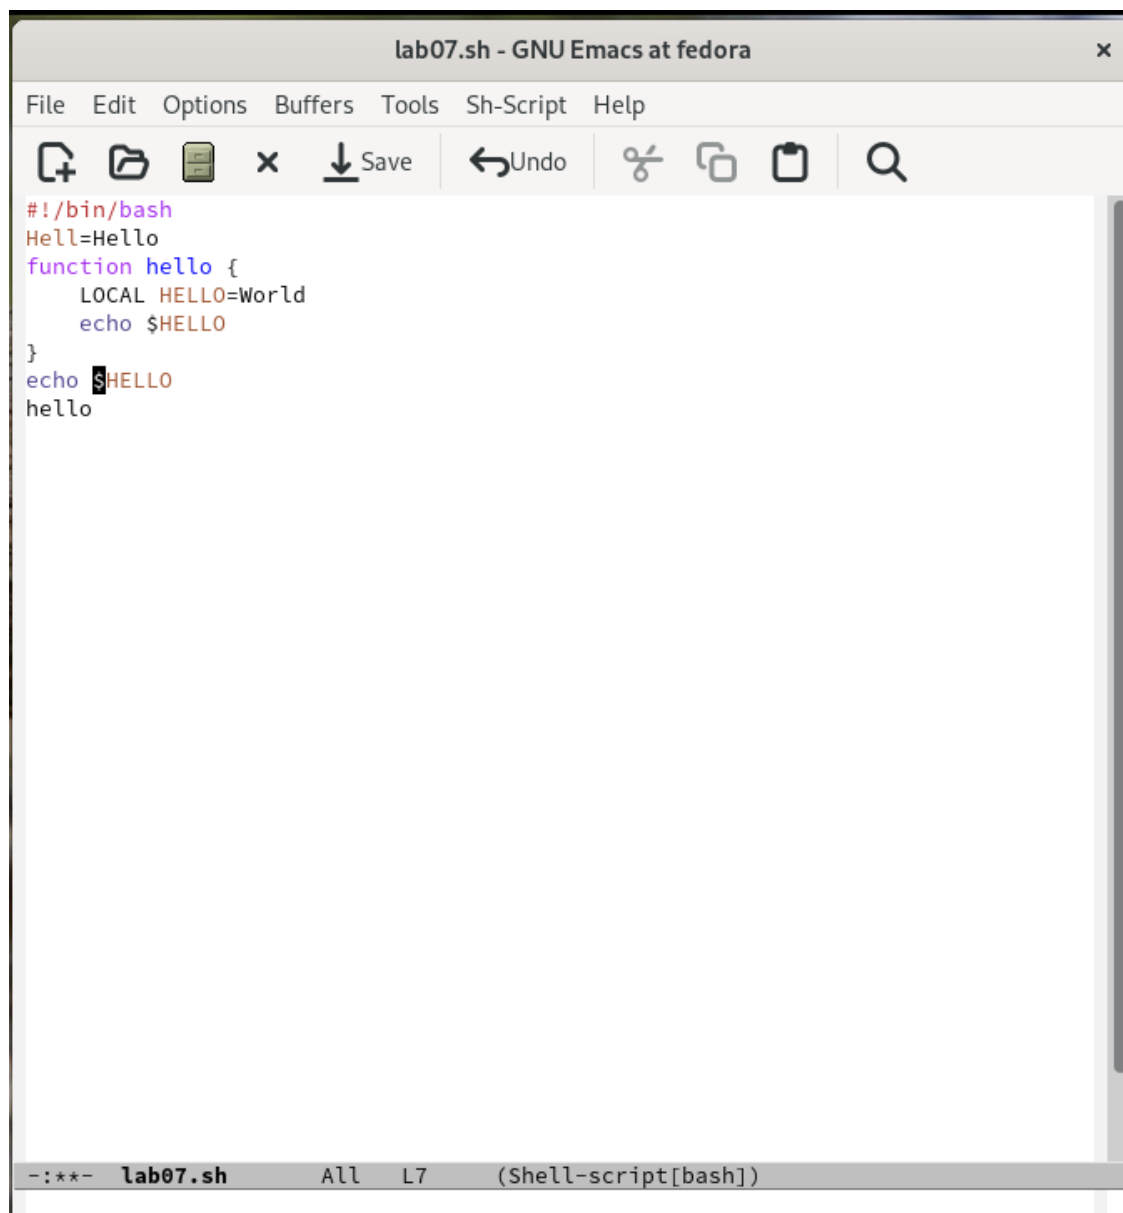 lab07.sh - GNU Emacs at fedora ×
File Edit Options Buffers Tools Sh-Script Help
Save Undo
#!/bin/bash
Hell=Hello
function hello {
    LOCAL HELLO=World
    echo $HELLO
}
echo $HELLO
hello
-:**- lab07.sh All L7 (Shell-script[bash])